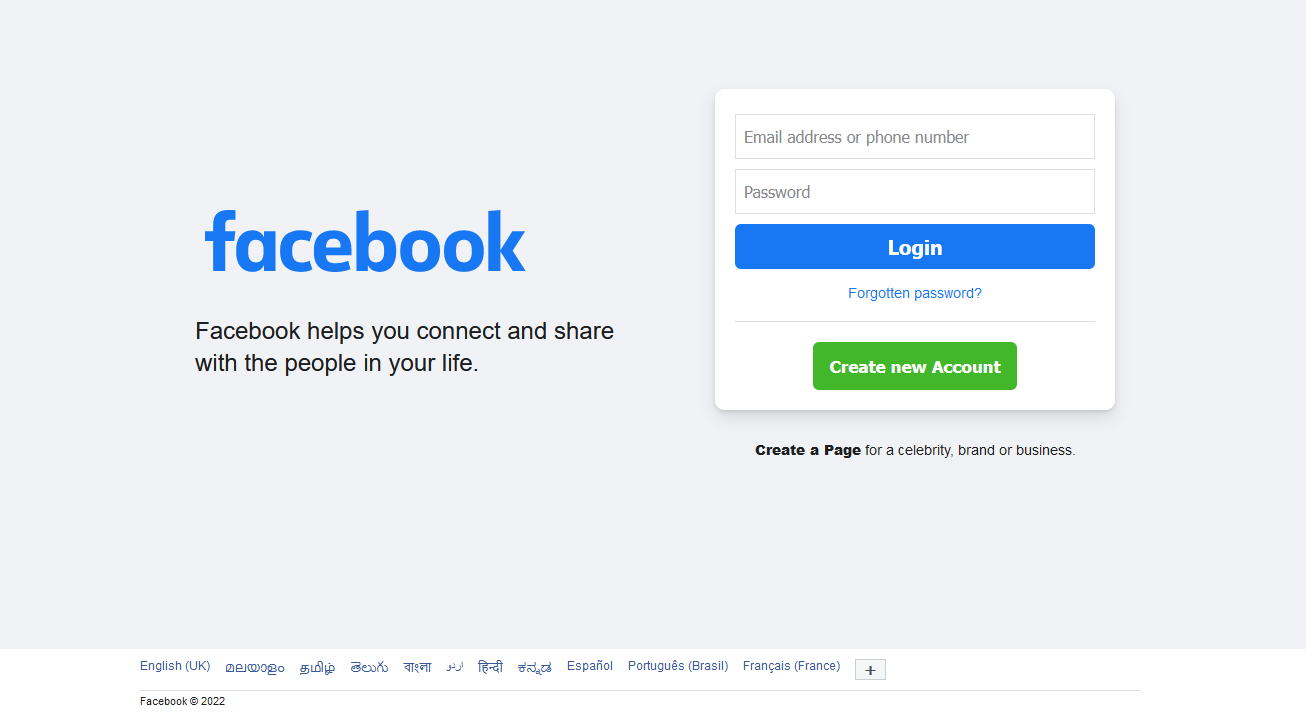 facebook
Facebook helps you connect and share
with the people in your life.
Email address or phone number
Password
Login
Forgotten password?
Create new Account
Create a Page for a celebrity, brand or business.
English (UK) മലയാളം தமிழ் తెలుగు বাংলা اردو हिन्दी ಕನ್ನಡ Español Português (Brasil) Français (France) +
Facebook © 2022